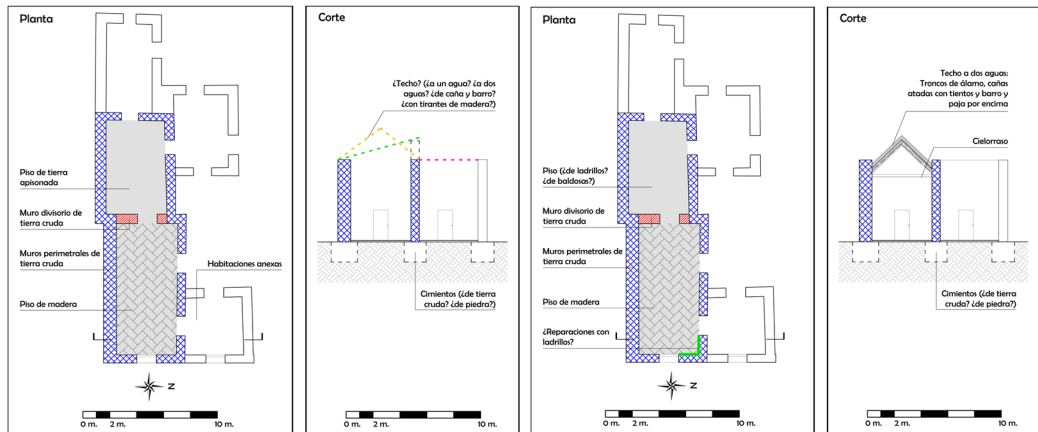 Planta
Piso de tierra
apisonada
Muro divisorio de
tierra cruda
Muros perimetrales de
tierra cruda
Habitaciones anexas
Piso de madera
N
0 m.
2 m.
10 m.
Corte
¿Techo? (¿a un agua? ¿a dos
aguas? ¿de caña y barro?
¿con tirantes de madera?)
Cimientos (¿de tierra
cruda? ¿de piedra?)
0 m.
2 m.
10 m.
Planta
Piso (¿de ladrillos?
¿de baldosas?)
Muro divisorio de
tierra cruda
Muros perimetrales de
tierra cruda
Piso de madera
¿Reparaciones con
ladrillos?
N
0 m.
2 m.
10 m.
Corte
Techo a dos aguas:
Troncos de álamo, cañas
atadas con tientos y barro y
paja por encima
Cielorraso
Cimientos (¿de tierra
cruda? ¿de piedra?)
0 m.
2 m.
10 m.